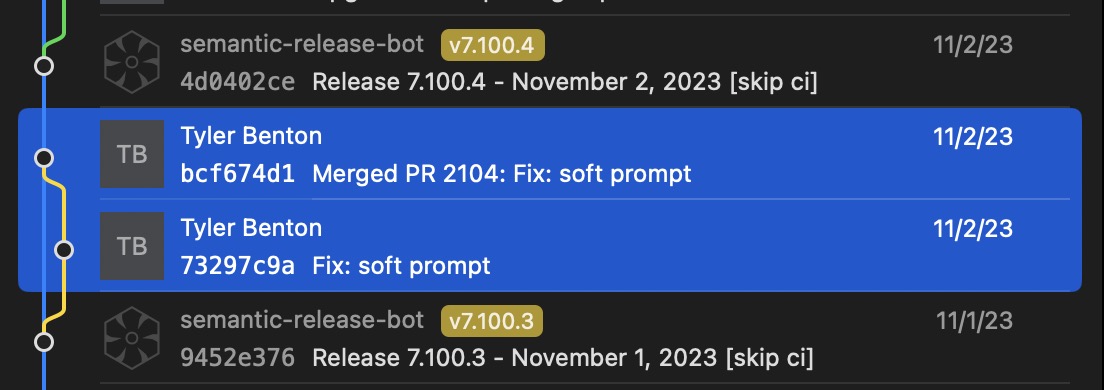 semantic-release-bot v7.100.4 11/2/23
4d0402ce Release 7.100.4 - November 2, 2023 [skip ci]
TB Tyler Benton 11/2/23
bcf674d1 Merged PR 2104: Fix: soft prompt
TB Tyler Benton 11/2/23
73297c9a Fix: soft prompt
semantic-release-bot v7.100.3 11/1/23
9452e376 Release 7.100.3 - November 1, 2023 [skip ci]